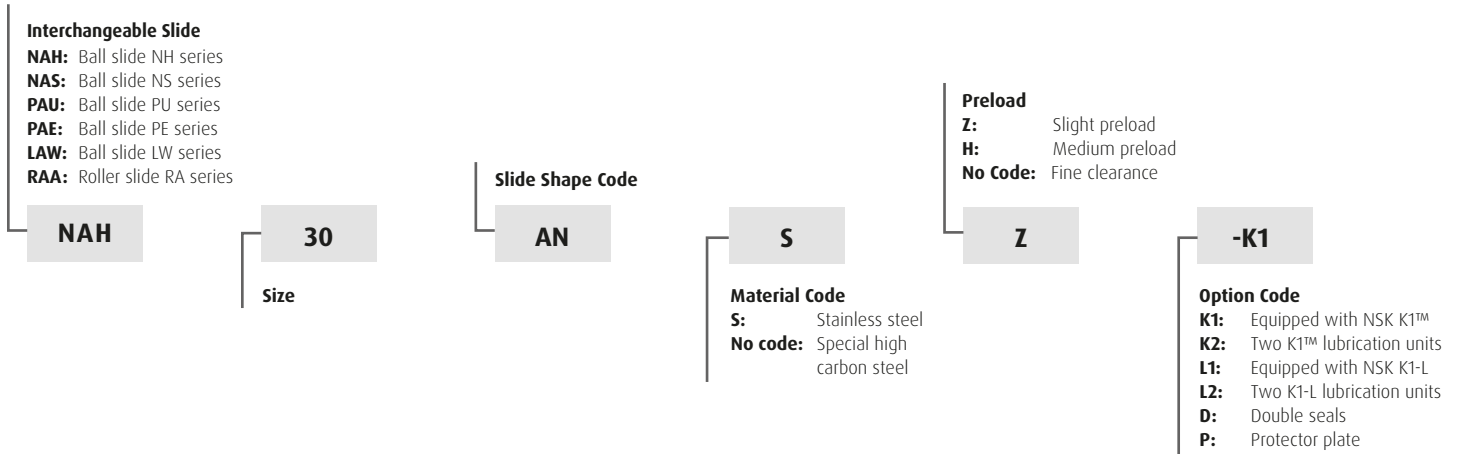 Interchangeable Slide
NAH: Ball slide NH series
NAS: Ball slide NS series
PAU: Ball slide PU series
PAE: Ball slide PE series
LAW: Ball slide LW series
RAA: Roller slide RA series
NAH
30
Size
Slide Shape Code
AN
S
Material Code
S: Stainless steel
No code: Special high
carbon steel
Preload
Z: Slight preload
H: Medium preload
No Code: Fine clearance
Z
-K1
Option Code
K1: Equipped with NSK K1™
K2: Two K1™ lubrication units
L1: Equipped with NSK K1-L
L2: Two K1-L lubrication units
D: Double seals
P: Protector plate